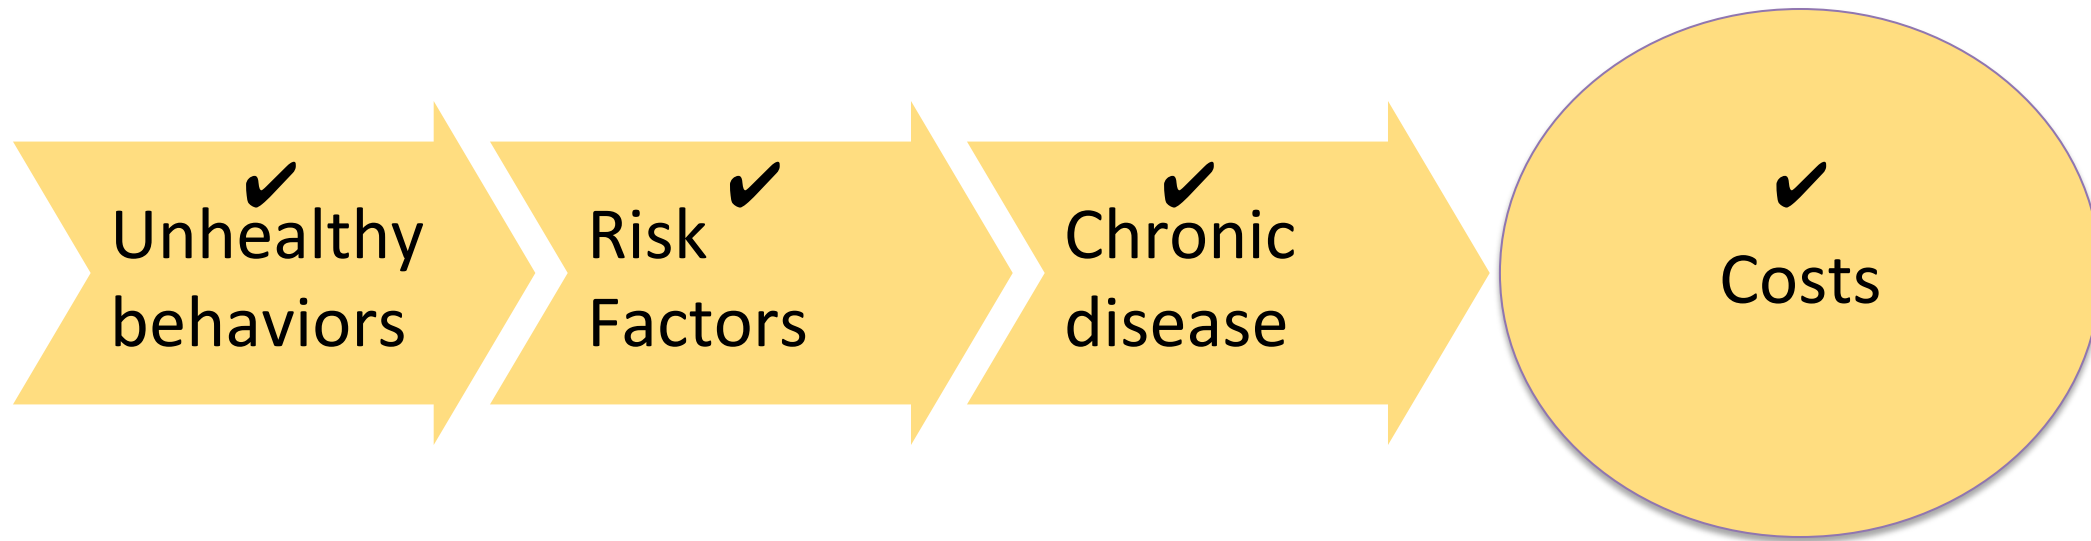 ✔
Unhealthy
behaviors
✔
Risk
Factors
✔
Chronic
disease
✔
Costs